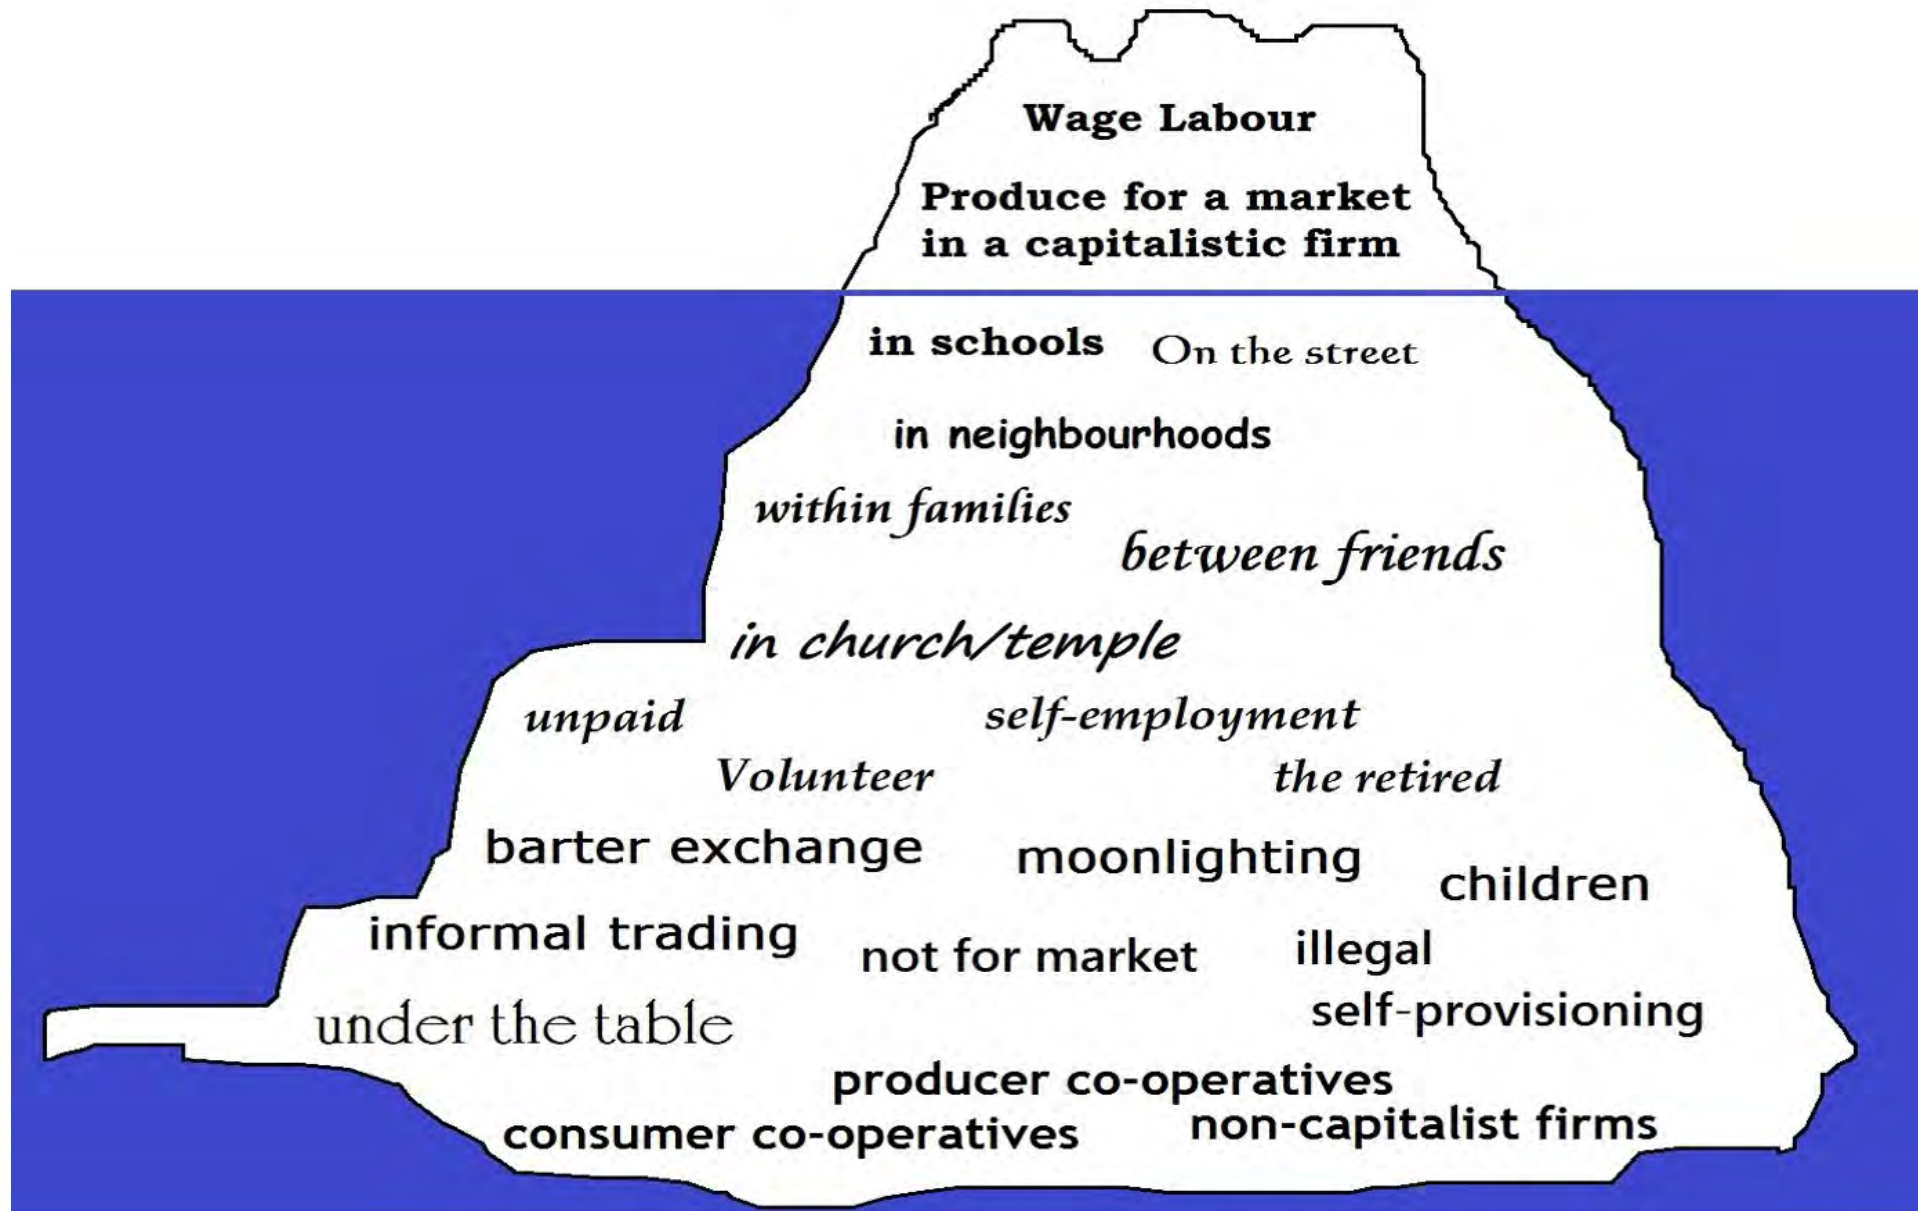 Wage Labour
Produce for a market
in a capitalistic firm
in schools
On the street
in neighbourhoods
within families
between friends
in church/temple
unpaid
self-employment
Volunteer
the retired
barter exchange
moonlighting
children
informal trading
not for market
illegal
under the table
self-provisioning
producer co-operatives
consumer co-operatives
non-capitalist firms